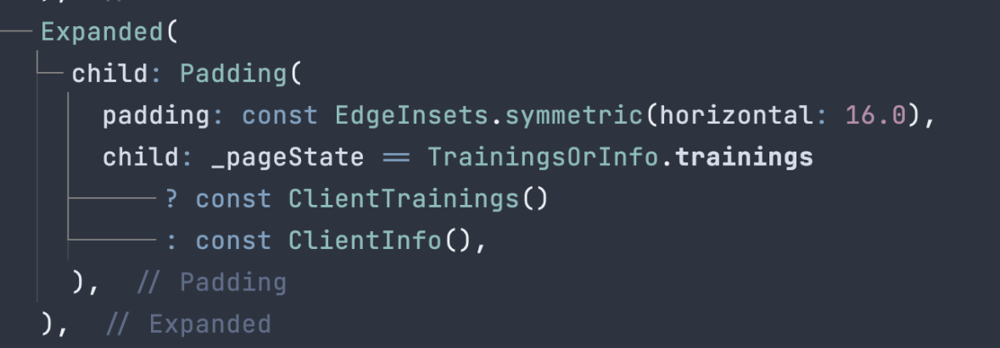 Expanded(
child: Padding(
padding: const EdgeInsets.symmetric(horizontal: 16.0),
child: _pageState == TrainingsOrInfo.trainings
? const ClientTrainings()
: const ClientInfo(),
), // Padding
), // Expanded